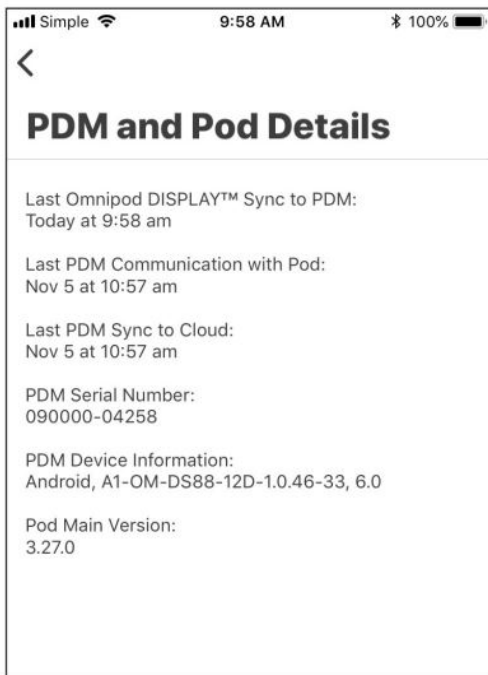 Simple 9:58 AM 100%
PDM and Pod Details
Last Omnipod DISPLAY™ Sync to PDM:
Today at 9:58 am
Last PDM Communication with Pod:
Nov 5 at 10:57 am
Last PDM Sync to Cloud:
Nov 5 at 10:57 am
PDM Serial Number:
090000-04258
PDM Device Information:
Android, A1-OM-DS88-12D-1.0.46-33, 6.0
Pod Main Version:
3.27.0